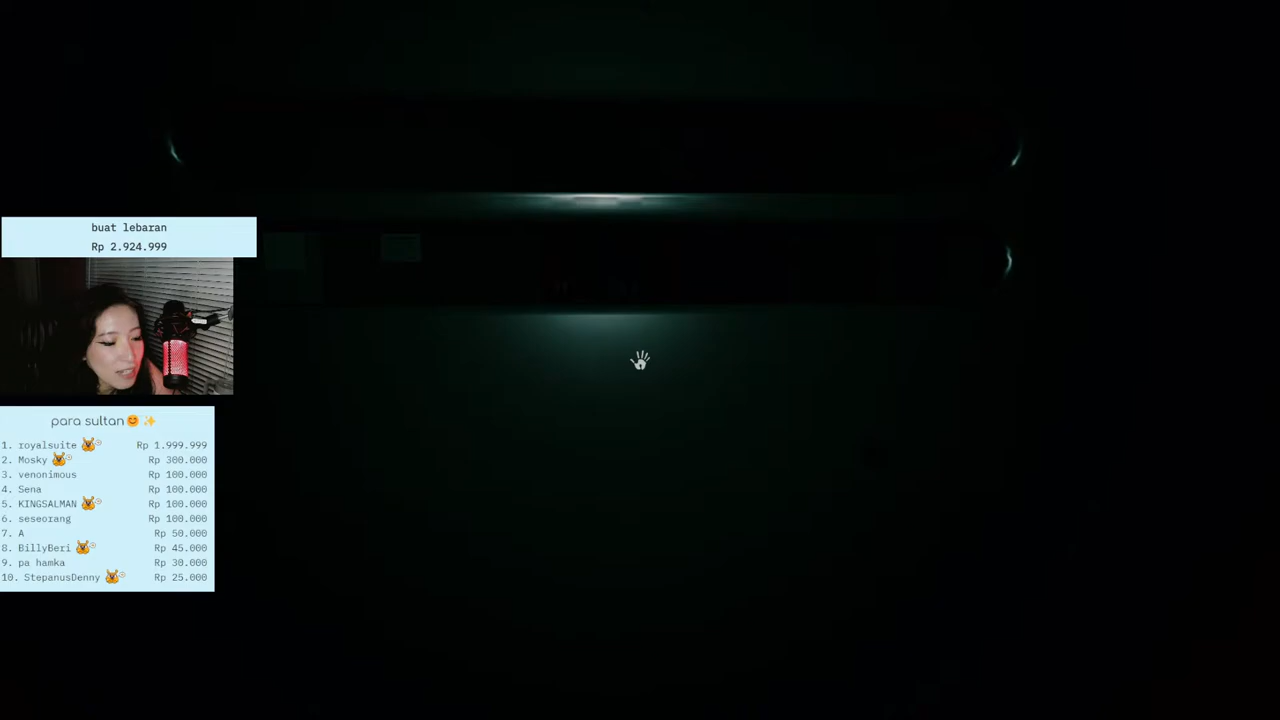 buat lebaran
Rp 2.924.999
para sultan😊✨
1. royalsuite Rp 1.999.999
2. Mosky Rp 300.000
3. venonimous Rp 100.000
4. Sena Rp 100.000
5. KINGSALMAN Rp 100.000
6. seseorang Rp 100.000
7. A Rp 50.000
8. BillyBeri Rp 45.000
9. pa hamka Rp 30.000
10. StepanusDenny Rp 25.000